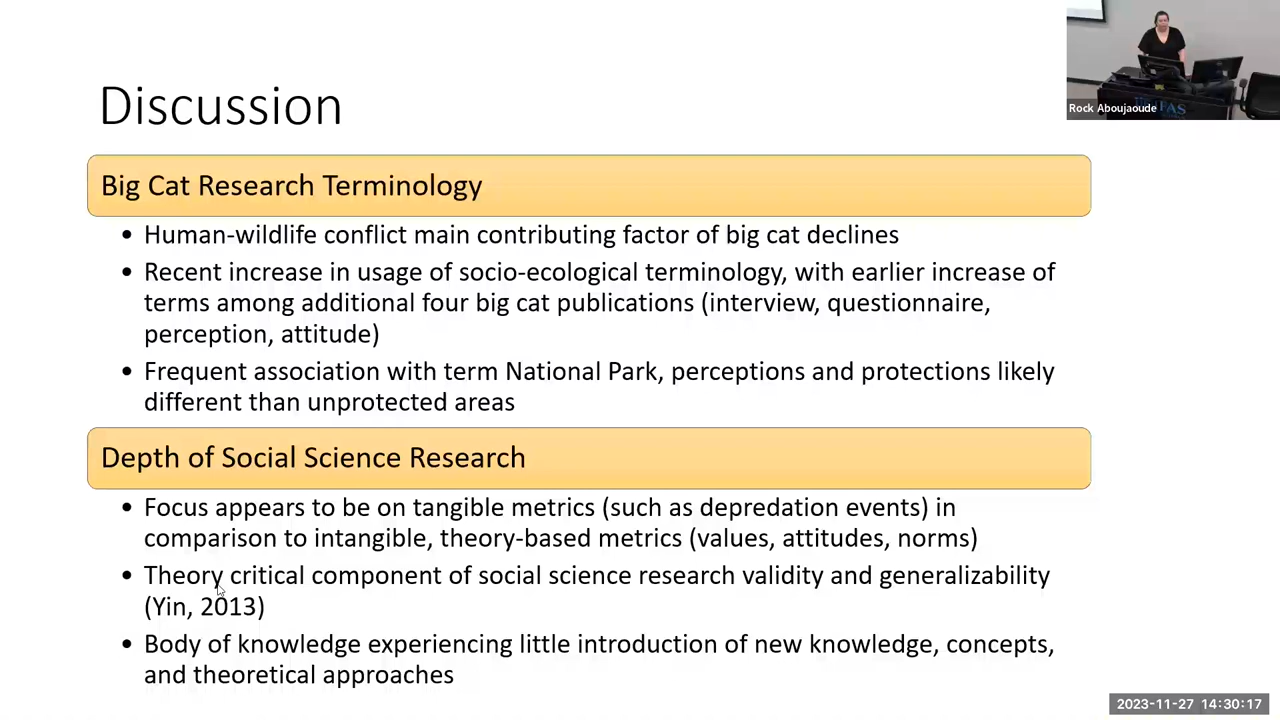 Discussion
Big Cat Research Terminology
• Human-wildlife conflict main contributing factor of big cat declines
• Recent increase in usage of socio-ecological terminology, with earlier increase of
terms among additional four big cat publications (interview, questionnaire,
perception, attitude)
• Frequent association with term National Park, perceptions and protections likely
different than unprotected areas
Depth of Social Science Research
• Focus appears to be on tangible metrics (such as depredation events) in
comparison to intangible, theory-based metrics (values, attitudes, norms)
• Theory critical component of social science research validity and generalizability
(Yin, 2013)
• Body of knowledge experiencing little introduction of new knowledge, concepts,
and theoretical approaches
Rock Aboujaoude
2023-11-27 14:30:17